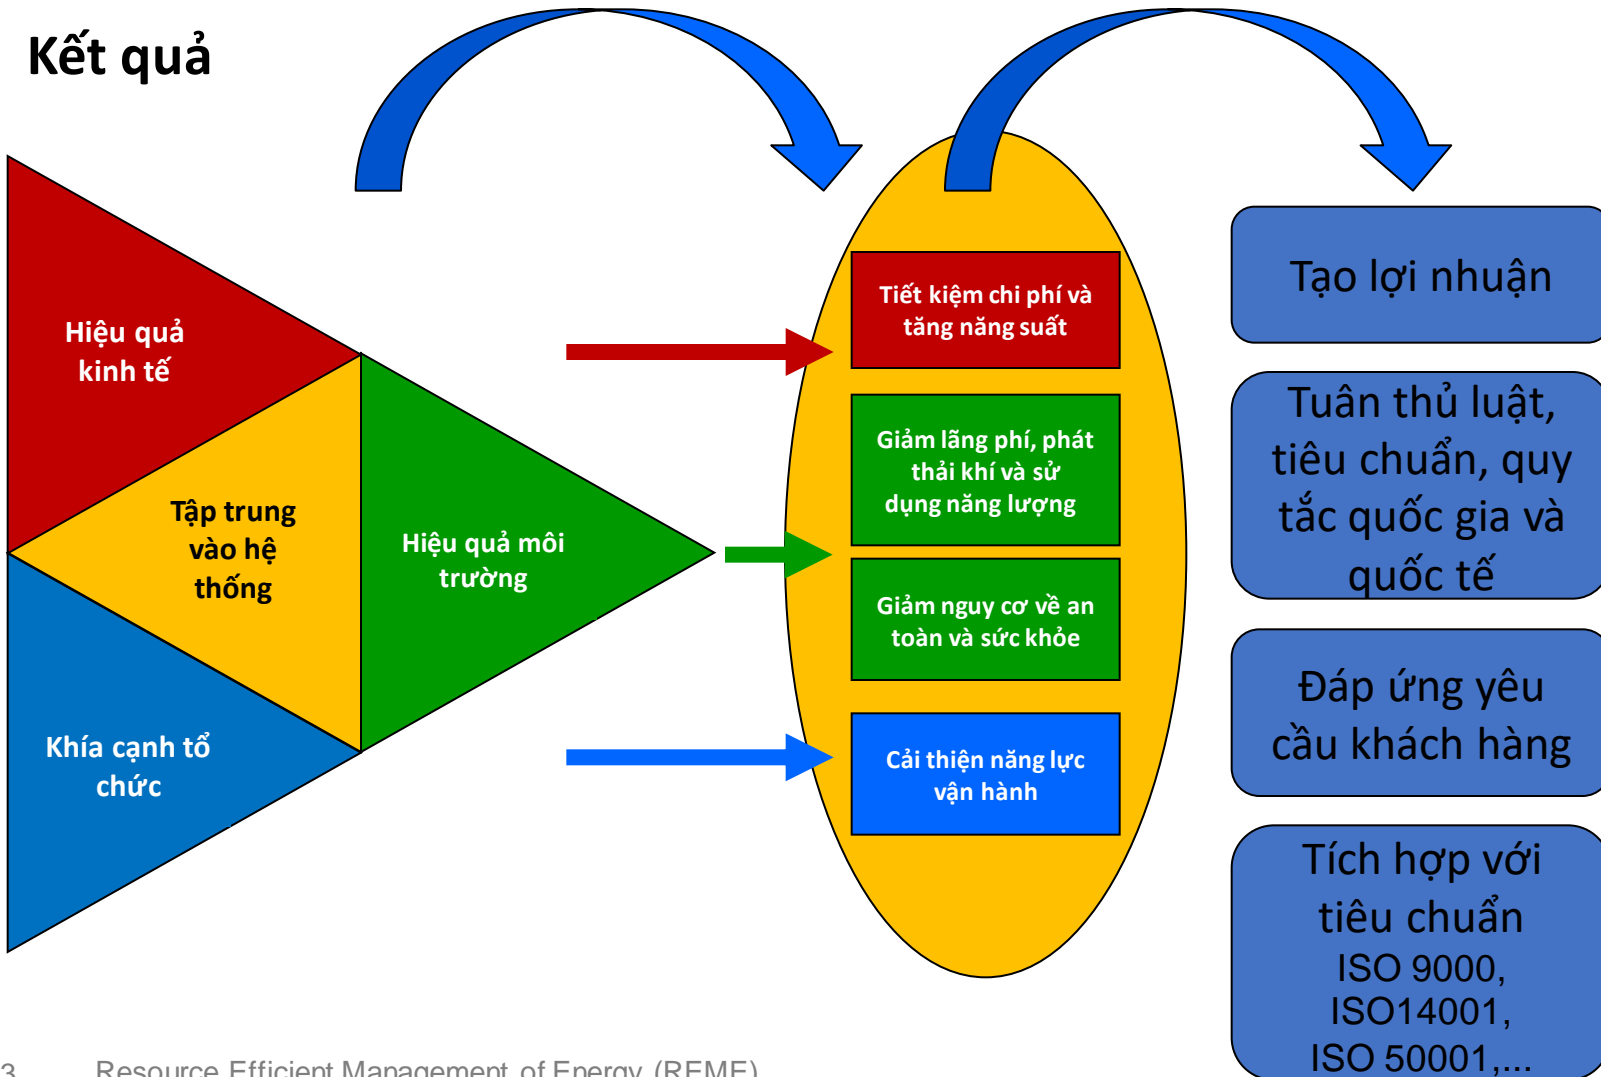 Kết quả
Hiệu quả
kinh tế
Tập trung
vào hệ
thống
Hiệu quả môi
trường
Khía cạnh tổ
chức
Tiết kiệm chi phí và
tăng năng suất
Giảm lãng phí, phát
thải khí và sử
dụng năng lượng
Giảm nguy cơ về an
toàn và sức khỏe
Cải thiện năng lực
vận hành
Tạo lợi nhuận
Tuân thủ luật,
tiêu chuẩn, quy
tắc quốc gia và
quốc tế
Đáp ứng yêu
cầu khách hàng
Tích hợp với
tiêu chuẩn
ISO 9000,
ISO14001,
ISO 50001,...
3 Resource Efficient Management of Energy (REME)